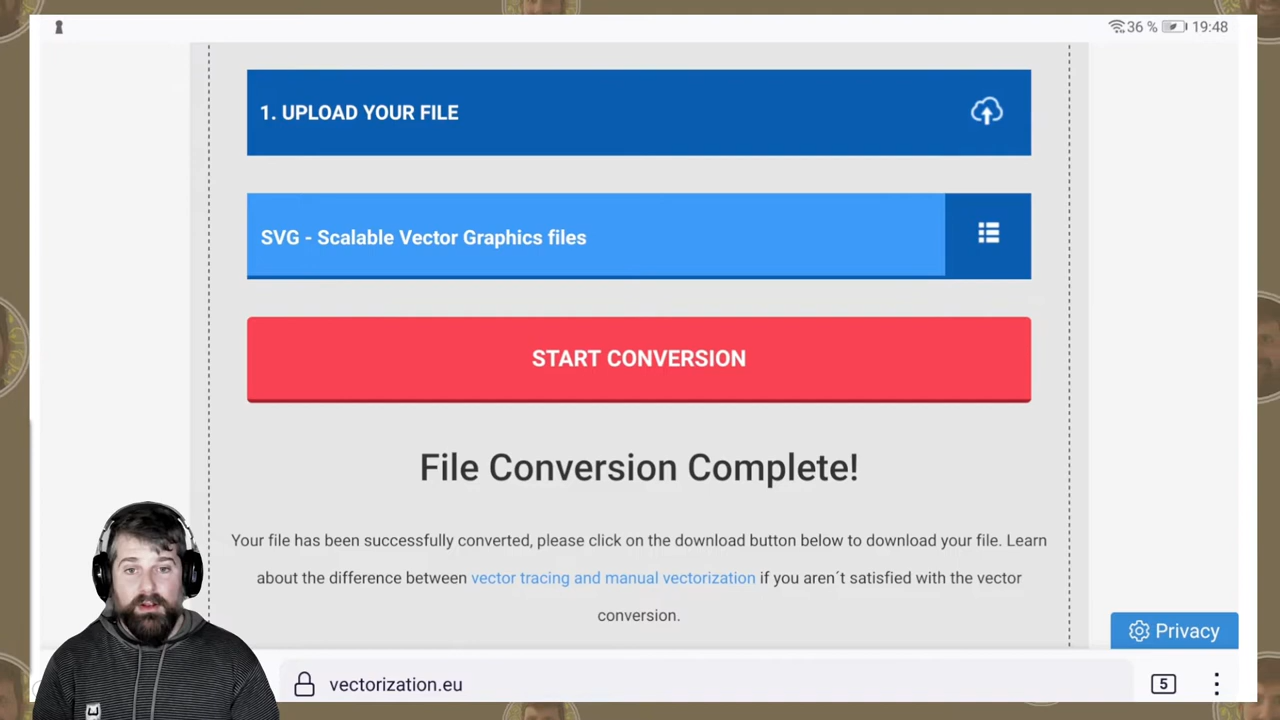 36 % 19:48
1. UPLOAD YOUR FILE
SVG - Scalable Vector Graphics files
START CONVERSION
File Conversion Complete!
Your file has been successfully converted, please click on the download button below to download your file. Learn
about the difference between vector tracing and manual vectorization if you aren´t satisfied with the vector
conversion.
Privacy
vectorization.eu
5